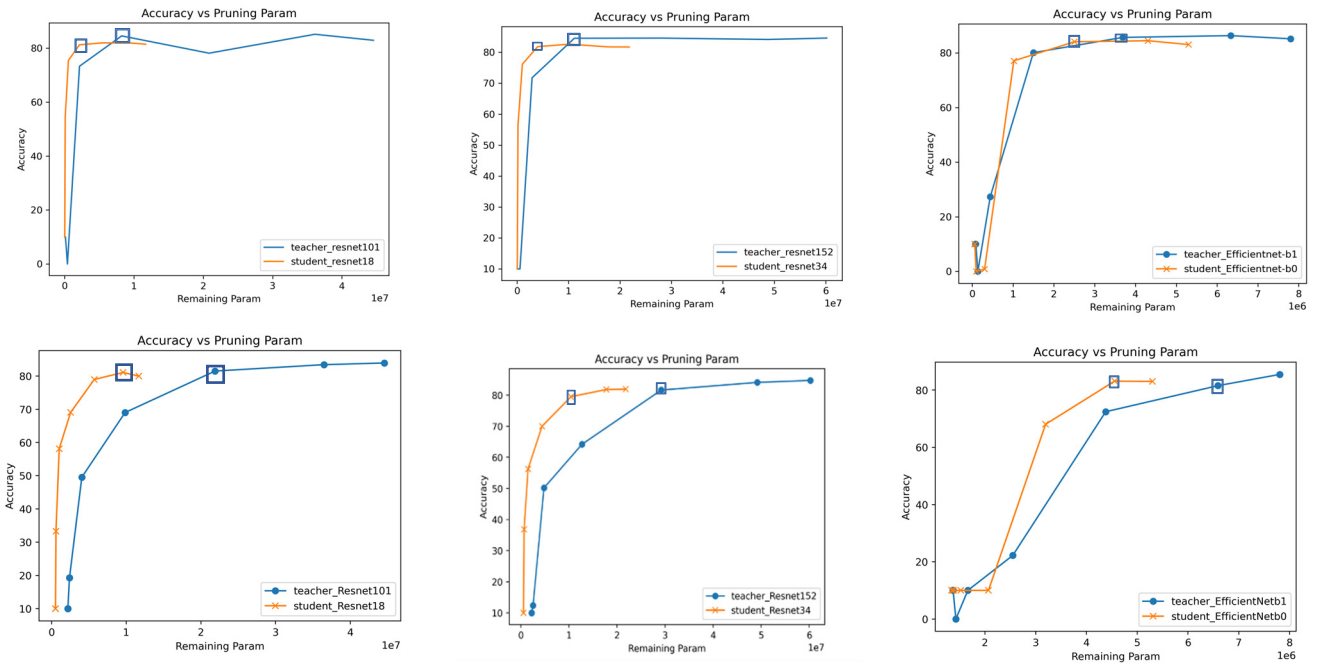 Accuracy vs Pruning Param
Accuracy
80
60
40
20
0
teacher_resnet101
student_resnet18
0 1 2 3 4
Remaining Param
1e7
Accuracy vs Pruning Param
Accuracy
90
80
70
60
50
40
30
20
10
teacher_resnet152
student_resnet34
0 1 2 3 4 5 6
Remaining Param
1e7
Accuracy vs Pruning Param
Accuracy
80
60
40
20
0
teacher_Efficientnet-b1
student_Efficientnet-b0
0 1 2 3 4 5 6 7 8
Remaining Param
1e6
Accuracy vs Pruning Param
Accuracy
80
70
60
50
40
30
20
10
teacher_Resnet101
student_Resnet18
0 1 2 3 4
Remaining Param
1e7
Accuracy vs Pruning Param
Accuracy
80
70
60
50
40
30
20
10
teacher_Resnet152
student_Resnet34
0 1 2 3 4 5 6
Remaining Param
1e7
Accuracy vs Pruning Param
Accuracy
80
60
40
20
0
teacher_EfficientNetb1
student_EfficientNetb0
2 3 4 5 6 7 8
Remaining Param
1e6